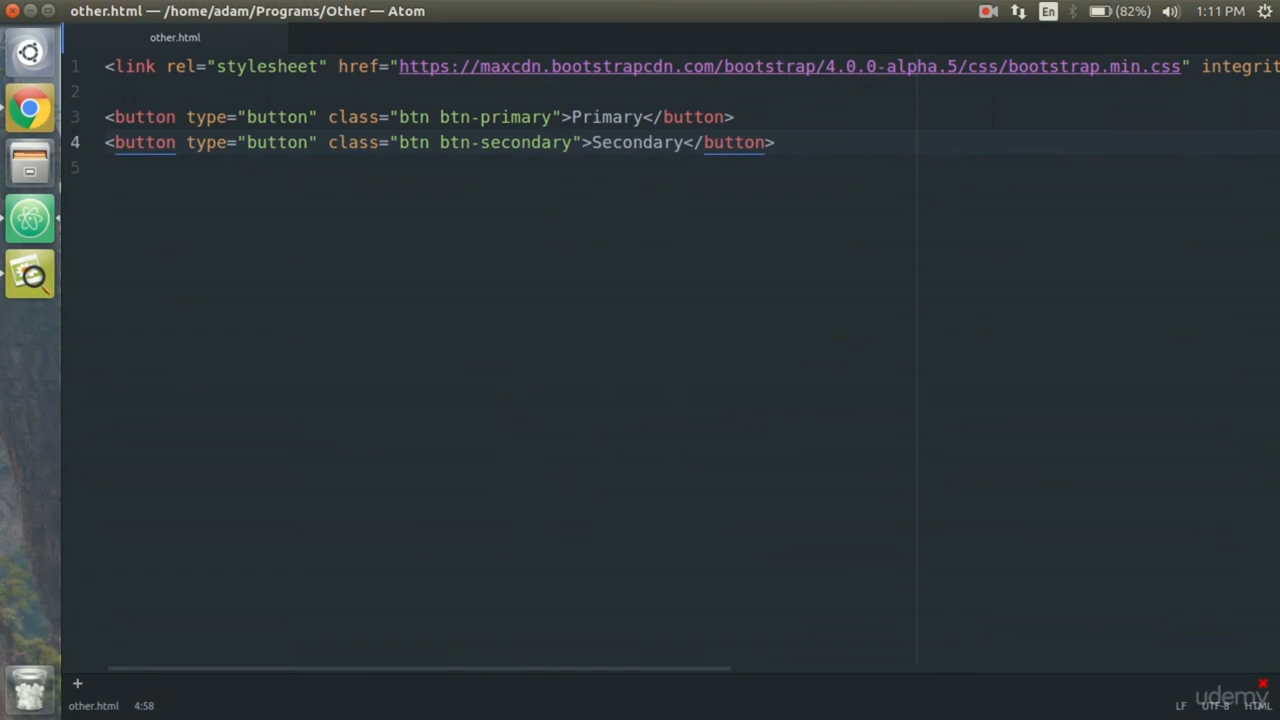 other.html — /home/adam/Programs/Other — Atom
En
(82%)
1:11 PM
other.html
1 <link rel="stylesheet" href="https://maxcdn.bootstrapcdn.com/bootstrap/4.0.0-alpha.5/css/bootstrap.min.css" integrit
2
3 <button type="button" class="btn btn-primary">Primary</button>
4 <button type="button" class="btn btn-secondary">Secondary</button>
5
+
udemy
other.html 4:58
LF UTF-8 HTML